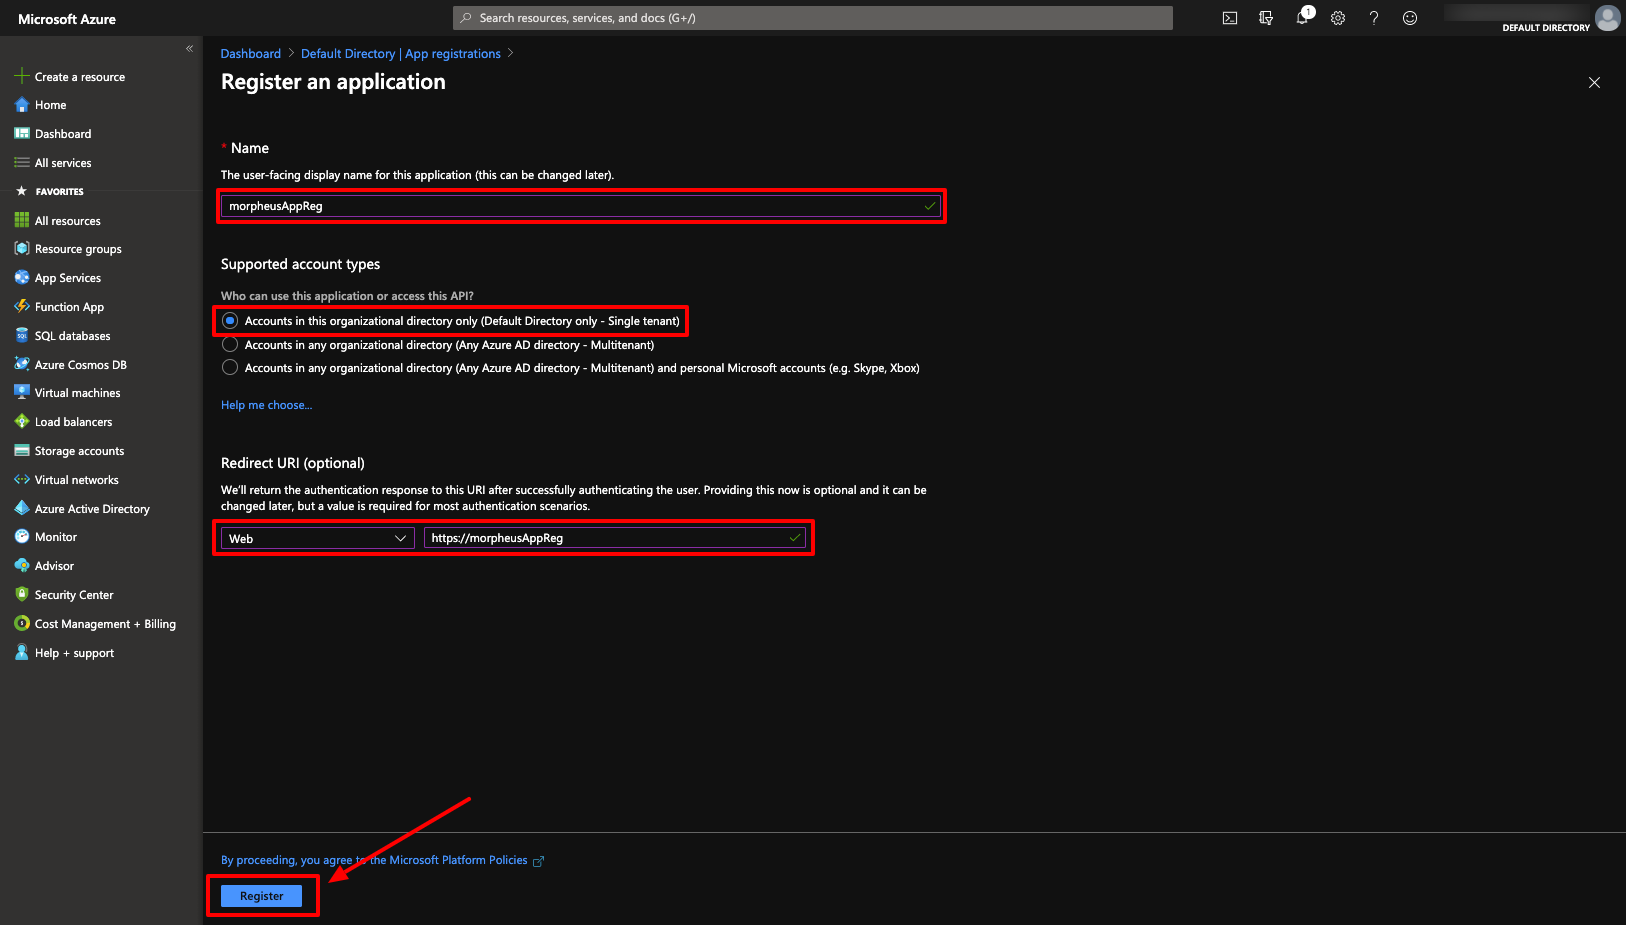 Microsoft Azure
Search resources, services, and docs (G+/)
1
DEFAULT DIRECTORY
«
Create a resource
Home
Dashboard
All services
FAVORITES
All resources
Resource groups
App Services
Function App
SQL databases
Azure Cosmos DB
Virtual machines
Load balancers
Storage accounts
Virtual networks
Azure Active Directory
Monitor
Advisor
Security Center
Cost Management + Billing
Help + support
Dashboard > Default Directory | App registrations >
Register an application
* Name
The user-facing display name for this application (this can be changed later).
morpheusAppReg
Supported account types
Who can use this application or access this API?
Accounts in this organizational directory only (Default Directory only - Single tenant)
Accounts in any organizational directory (Any Azure AD directory - Multitenant)
Accounts in any organizational directory (Any Azure AD directory - Multitenant) and personal Microsoft accounts (e.g. Skype, Xbox)
Help me choose...
Redirect URI (optional)
We'll return the authentication response to this URI after successfully authenticating the user. Providing this now is optional and it can be
changed later, but a value is required for most authentication scenarios.
Web
https://morpheusAppReg
By proceeding, you agree to the Microsoft Platform Policies
Register